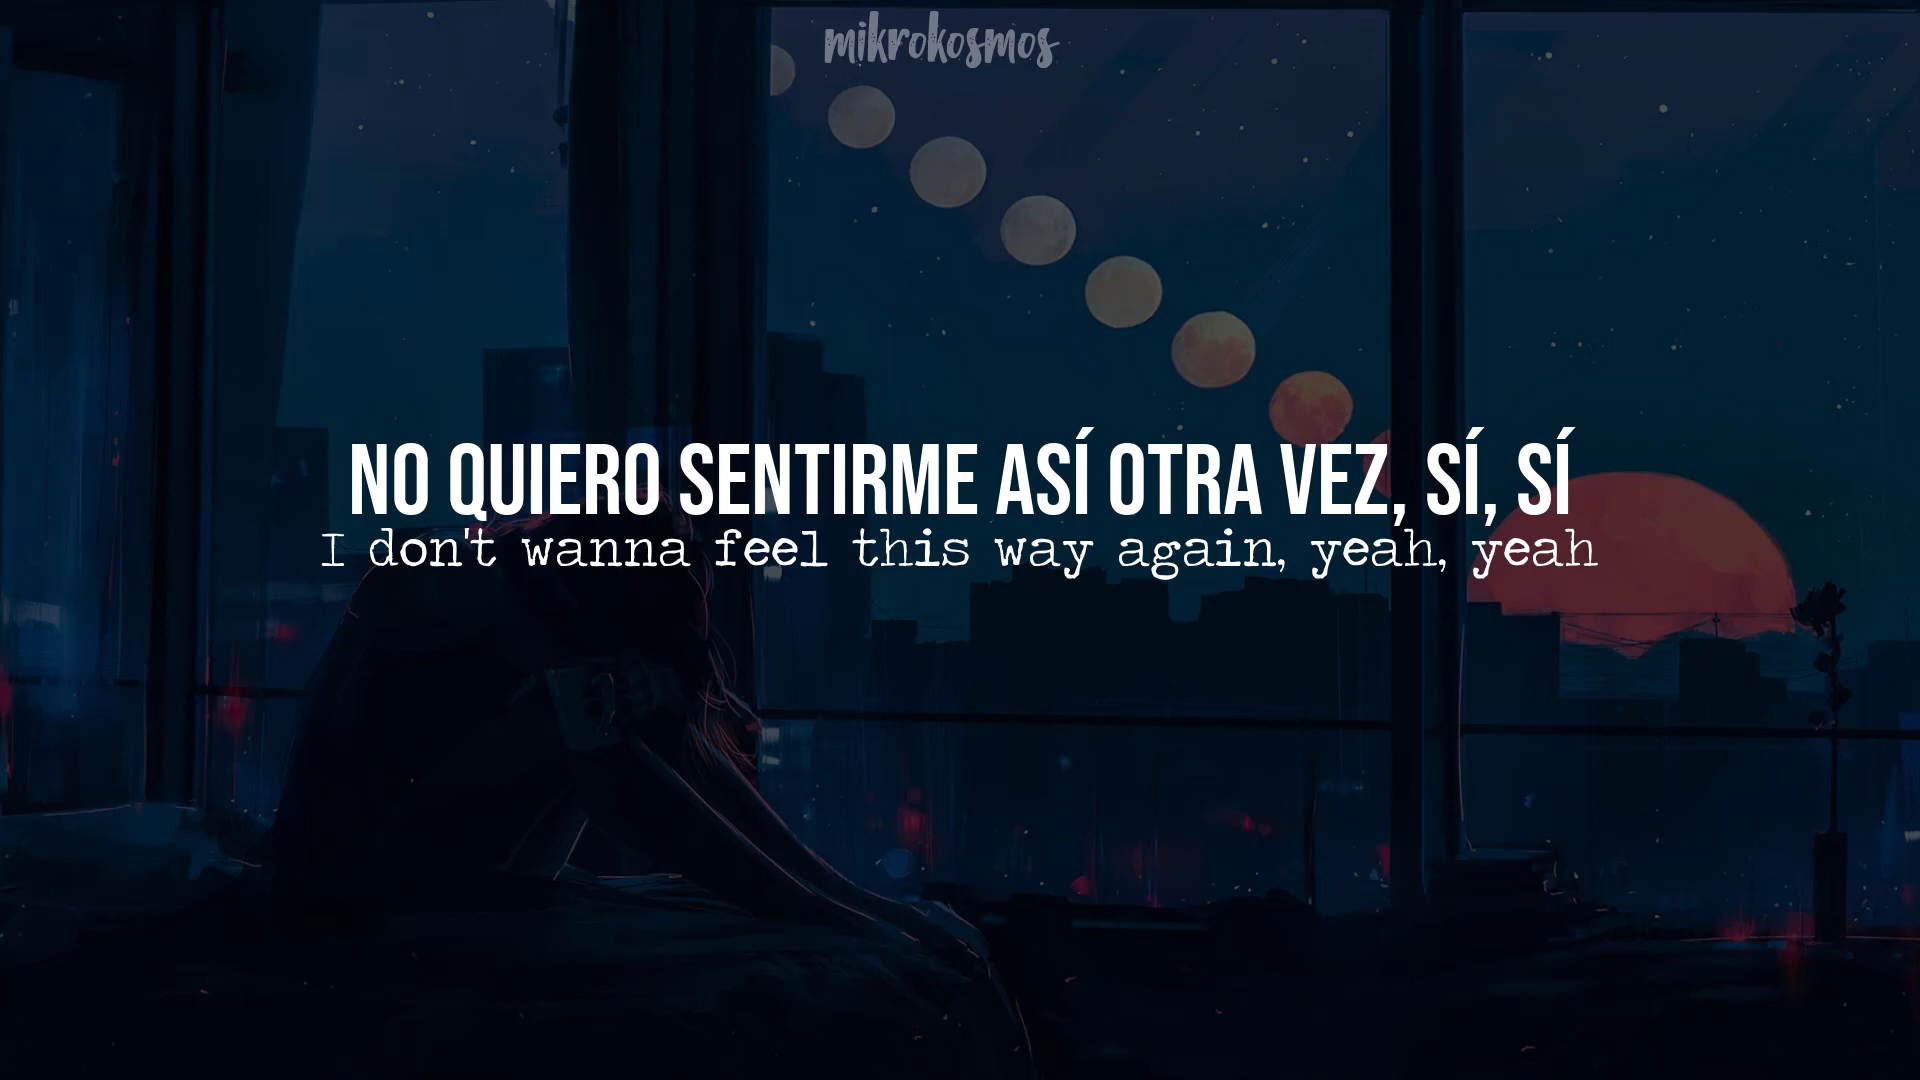 mikrokosmos
NO QUIERO SENTIRME ASÍ OTRA VEZ, SÍ, SÍ
I don't wanna feel this way again, yeah, yeah